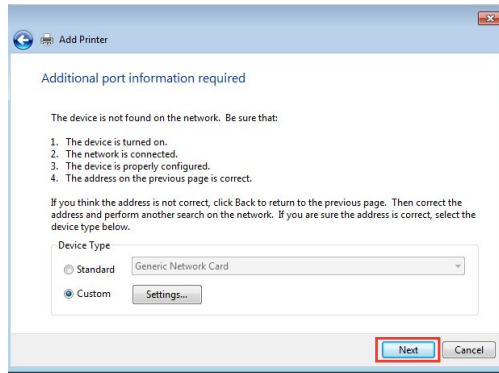 Add Printer
Additional port information required
The device is not found on the network. Be sure that:
1. The device is turned on.
2. The network is connected.
3. The device is properly configured.
4. The address on the previous page is correct.
If you think the address is not correct, click Back to return to the previous page. Then correct the
address and perform another search on the network. If you are sure the address is correct, select the
device type below.
Device Type
Standard Generic Network Card
Custom Settings...
Next Cancel